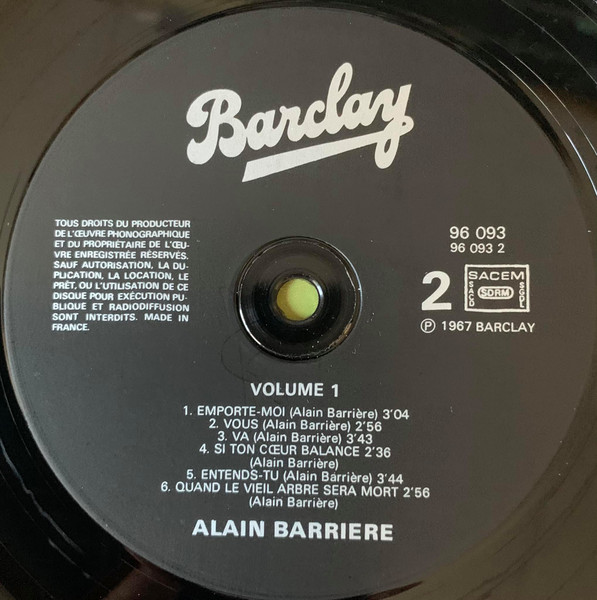 Barclay
TOUS DROITS DU PRODUCTEUR
DE L'ŒUVRE PHONOGRAPHIQUE
ET DU PROPRIÉTAIRE DE L'ŒU-
VRE ENREGISTRÉE RÉSERVÉS.
SAUF AUTORISATION, LA DU-
PLICATION, LA LOCATION, LE
PRÊT, OU L'UTILISATION DE CE
DISQUE POUR EXÉCUTION PU-
BLIQUE ET RADIODIFFUSION
SONT INTERDITS. MADE IN
FRANCE.
96 093
96 093 2
2
SACEM
SACD
SDRM
SGDL
℗ 1967 BARCLAY
VOLUME 1
1. EMPORTE-MOI (Alain Barrière) 3'04
2. VOUS (Alain Barrière) 2'56
3. VA (Alain Barrière) 3'43
4. SI TON CŒUR BALANCE 2'36
(Alain Barrière)
5. ENTENDS-TU (Alain Barrière) 3'44
6. QUAND LE VIEIL ARBRE SERA MORT 2'56
(Alain Barrière)
ALAIN BARRIERE